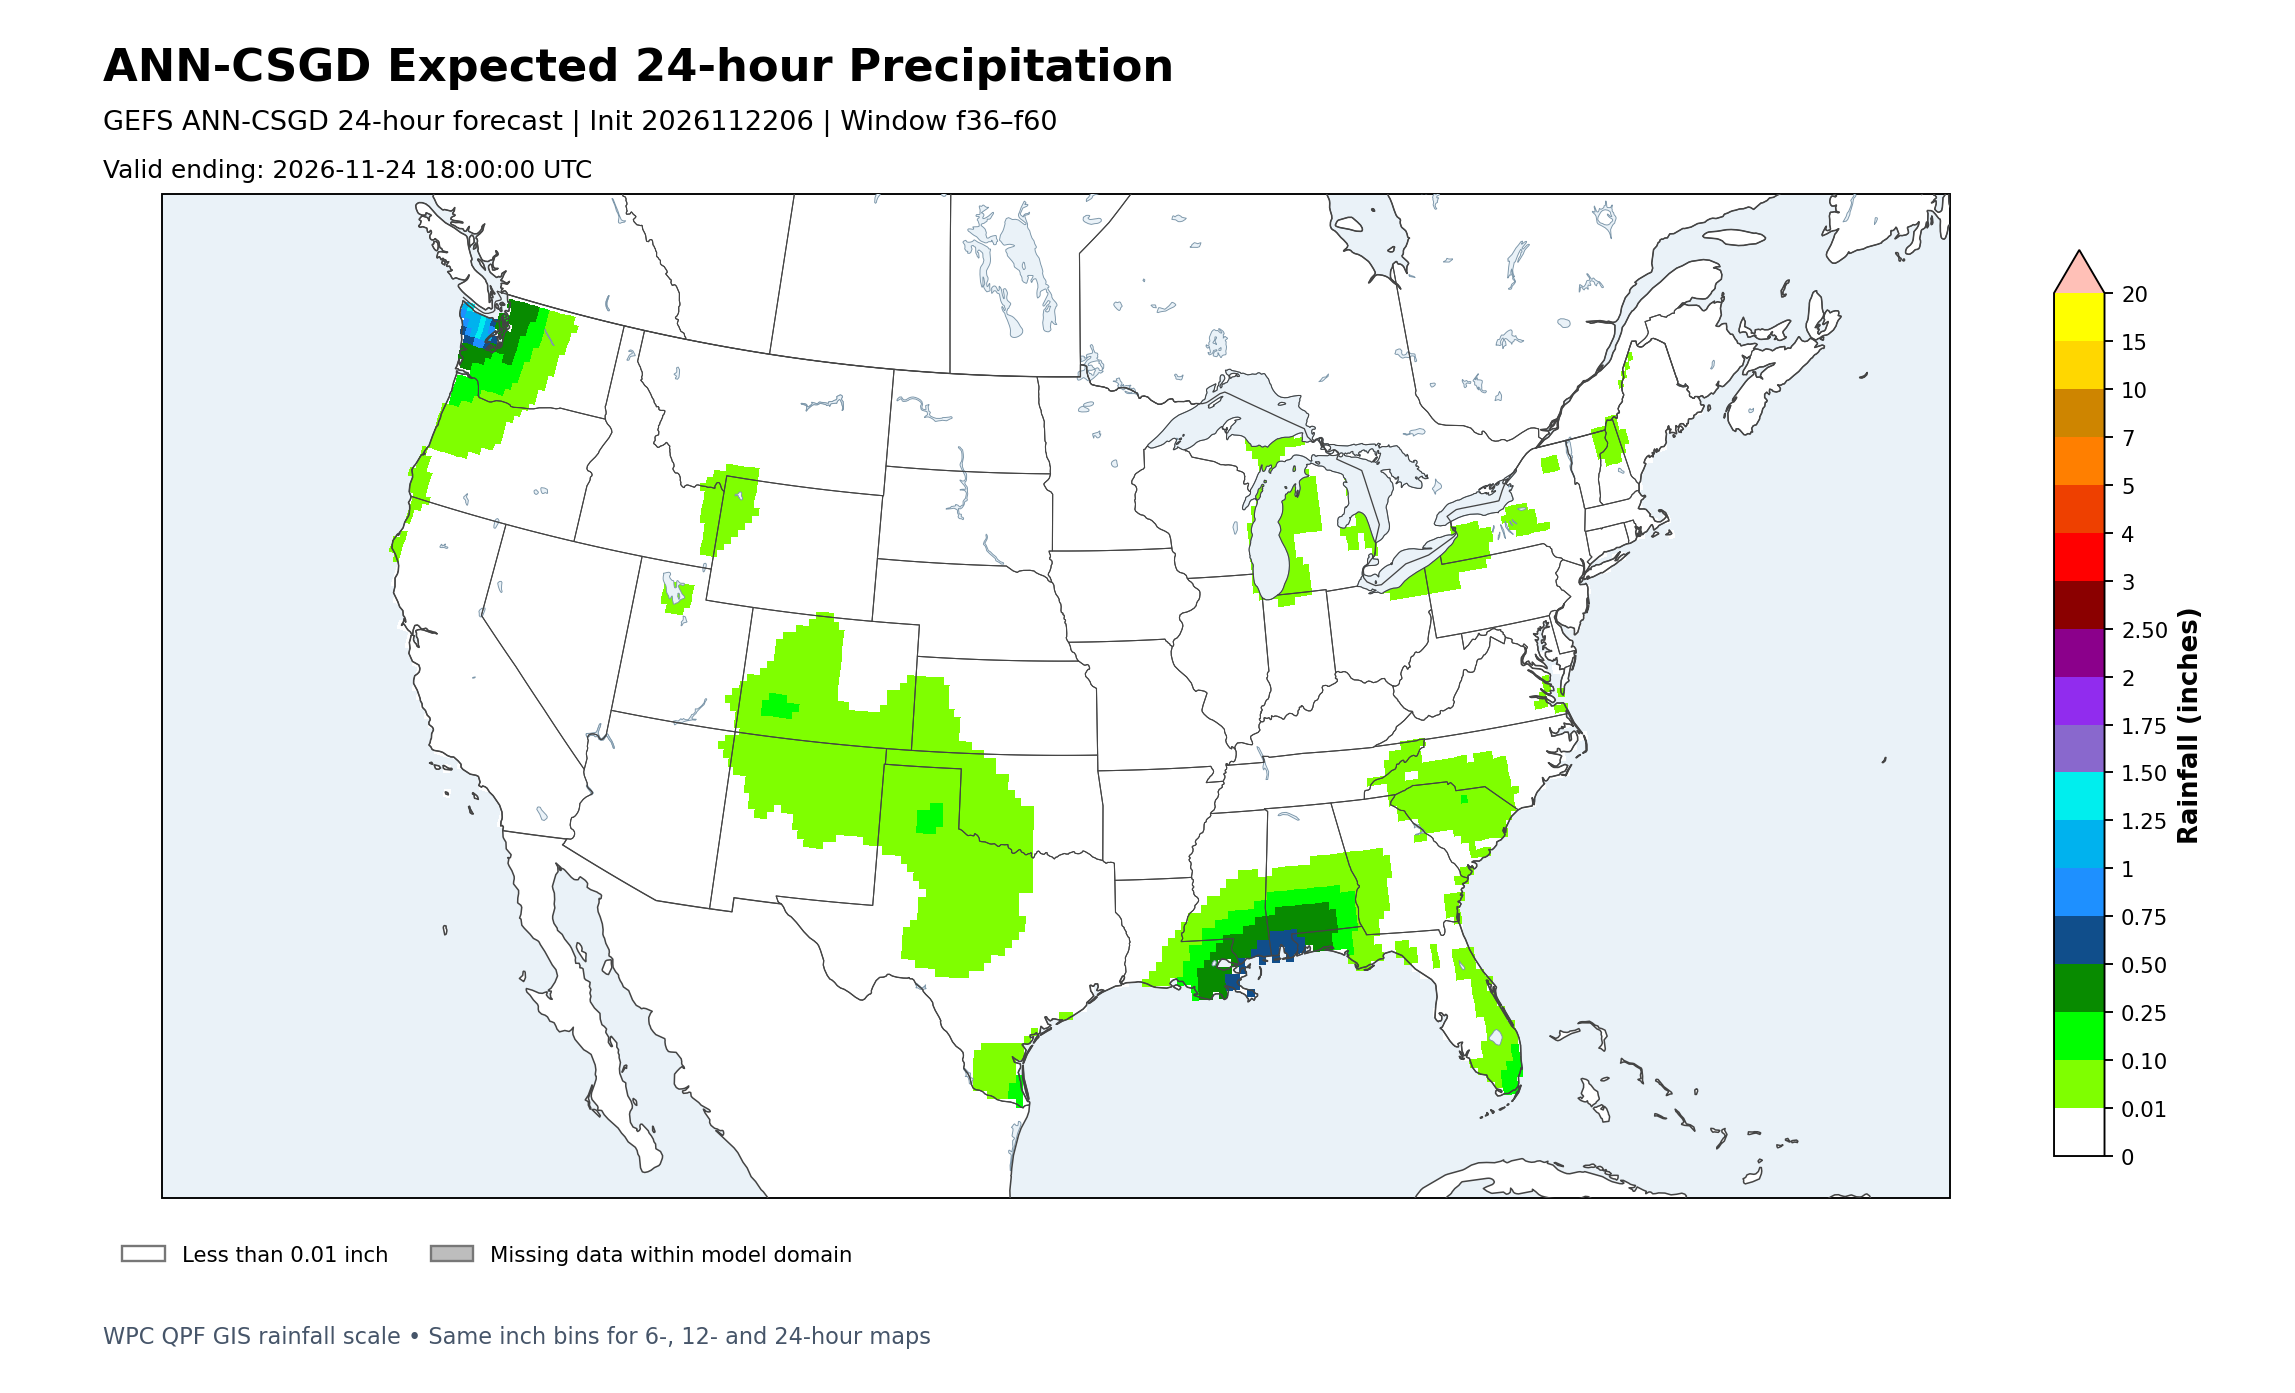 ANN-CSGD Expected 24-hour Precipitation
GEFS ANN-CSGD 24-hour forecast | Init 2026112206 | Window f36–f60
Valid ending: 2026-11-24 18:00:00 UTC
20
15
10
7
5
4
3
2.50
2
1.75
1.50
1.25
1
0.75
0.50
0.25
0.10
0.01
0
Rainfall (inches)
Less than 0.01 inch
Missing data within model domain
WPC QPF GIS rainfall scale • Same inch bins for 6-, 12- and 24-hour maps